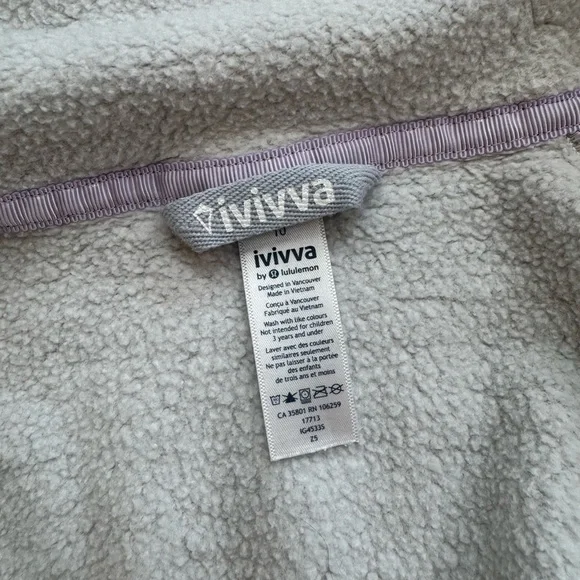 ivivva
10
ivivva
by lululemon
Designed in Vancouver
Made in Vietnam
Conçu à Vancouver
Fabriqué au Vietnam
Wash with like colours
Not intended for children
3 years and under
Laver avec des couleurs
similaires seulement
Ne pas laisser à la portée
des enfants
de trois ans et moins
CA 35801 RN 106259
17713
IG4533S
Z5